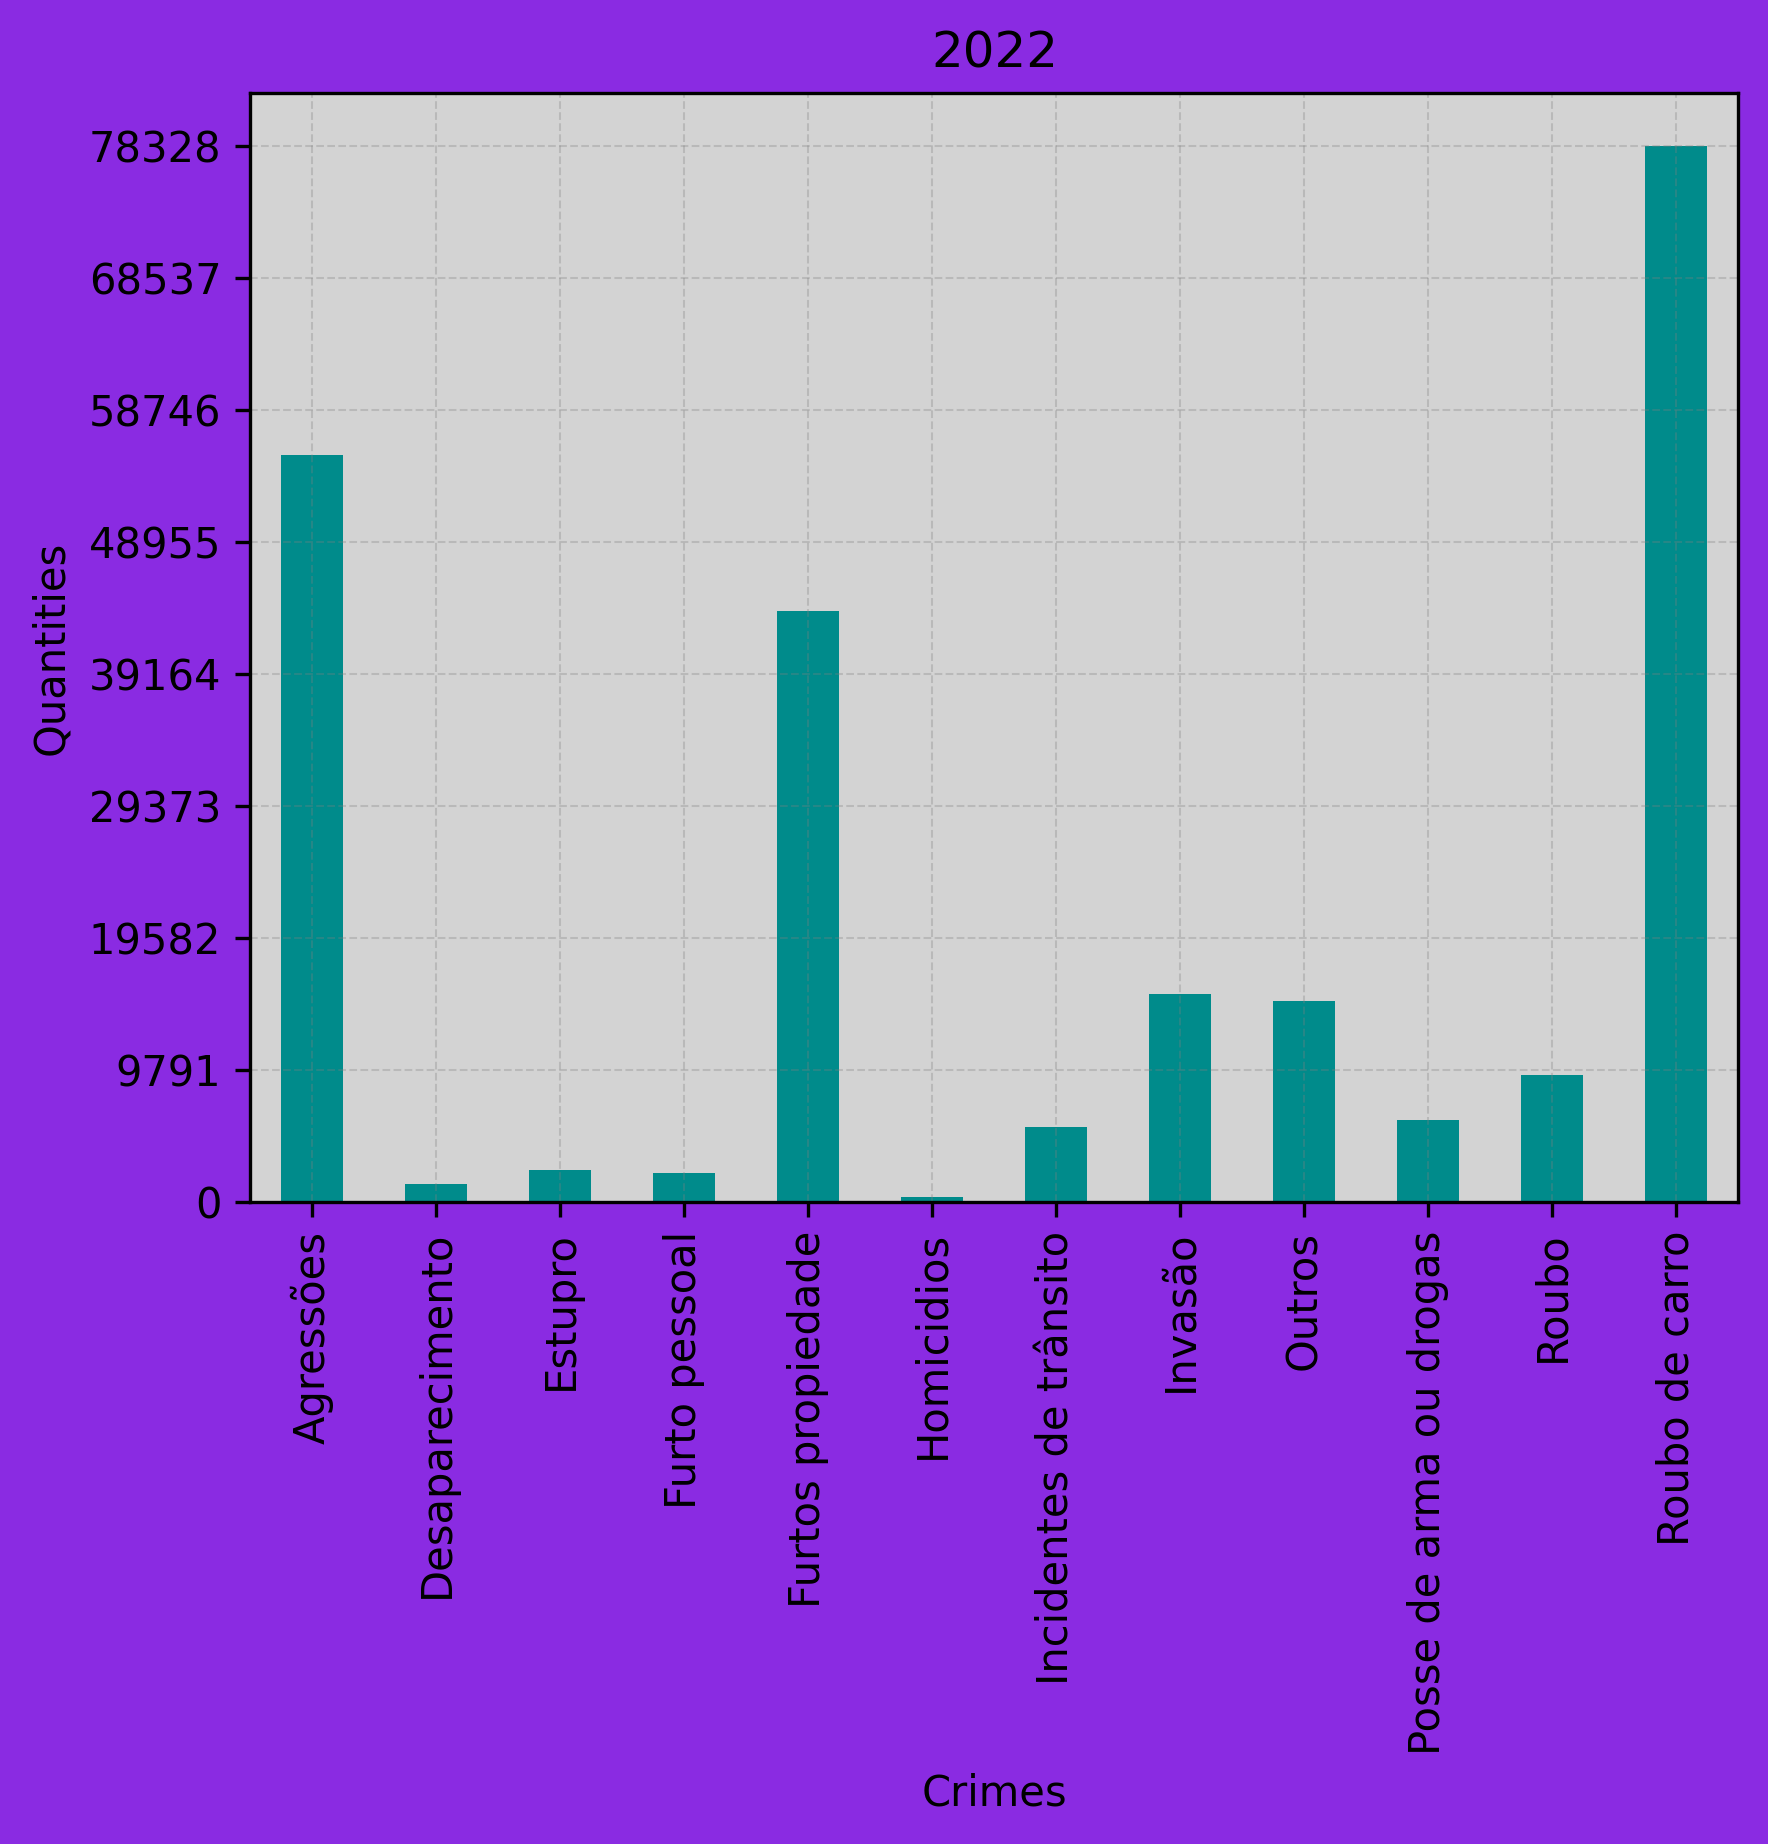 2022
78328
68537
58746
48955
39164
29373
19582
9791
0
Quantities
Agressões
Desaparecimento
Estupro
Furto pessoal
Furtos propiedade
Homicidios
Incidentes de trânsito
Invasão
Outros
Posse de arma ou drogas
Roubo
Roubo de carro
Crimes